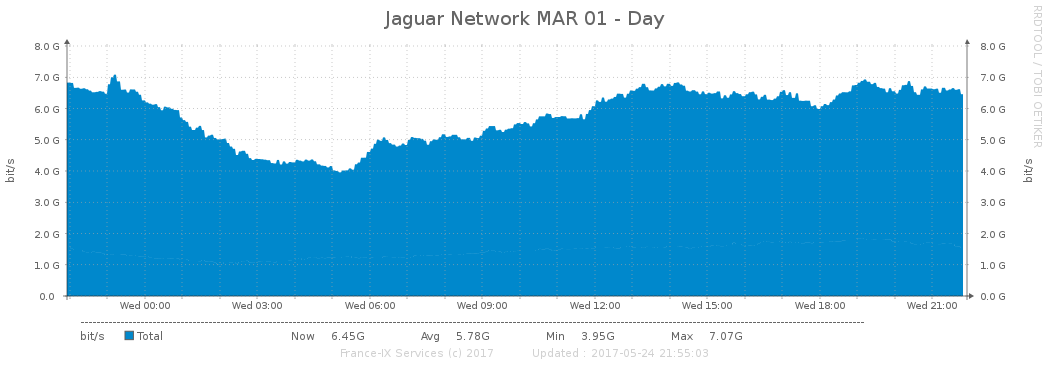 Jaguar Network MAR 01 - Day
RRDTOOL / TOBI OETIKER
8.0 G 8.0 G
7.0 G 7.0 G
6.0 G 6.0 G
5.0 G 5.0 G
4.0 G 4.0 G
3.0 G 3.0 G
2.0 G 2.0 G
1.0 G 1.0 G
0.0 0.0 G
bit/s
bit/s
Wed 00:00 Wed 03:00 Wed 06:00 Wed 09:00 Wed 12:00 Wed 15:00 Wed 18:00 Wed 21:00
bit/s Total Now 6.45G Avg 5.78G Min 3.95G Max 7.07G
France-IX Services (c) 2017 Updated : 2017-05-24 21:55:03